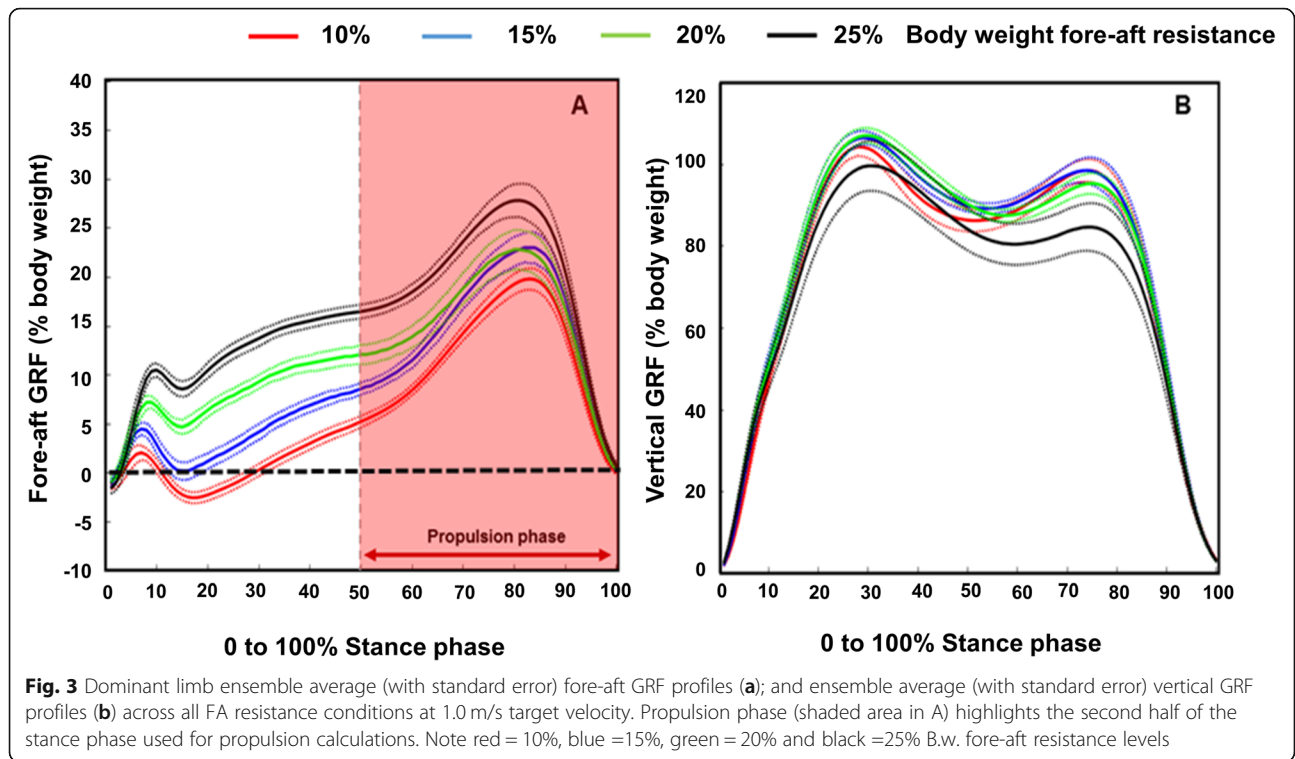 10% 15% 20% 25% Body weight fore-aft resistance
A
Fore-aft GRF (% body weight)
40
35
30
25
20
15
10
5
0
-5
-10
Propulsion phase
0 10 20 30 40 50 60 70 80 90 100
0 to 100% Stance phase
B
Vertical GRF (% body weight)
120
100
80
60
40
20
0
0 10 20 30 40 50 60 70 80 90 100
0 to 100% Stance phase
Fig. 3 Dominant limb ensemble average (with standard error) fore-aft GRF profiles (a); and ensemble average (with standard error) vertical GRF
profiles (b) across all FA resistance conditions at 1.0 m/s target velocity. Propulsion phase (shaded area in A) highlights the second half of the
stance phase used for propulsion calculations. Note red = 10%, blue =15%, green = 20% and black =25% B.w. fore-aft resistance levels